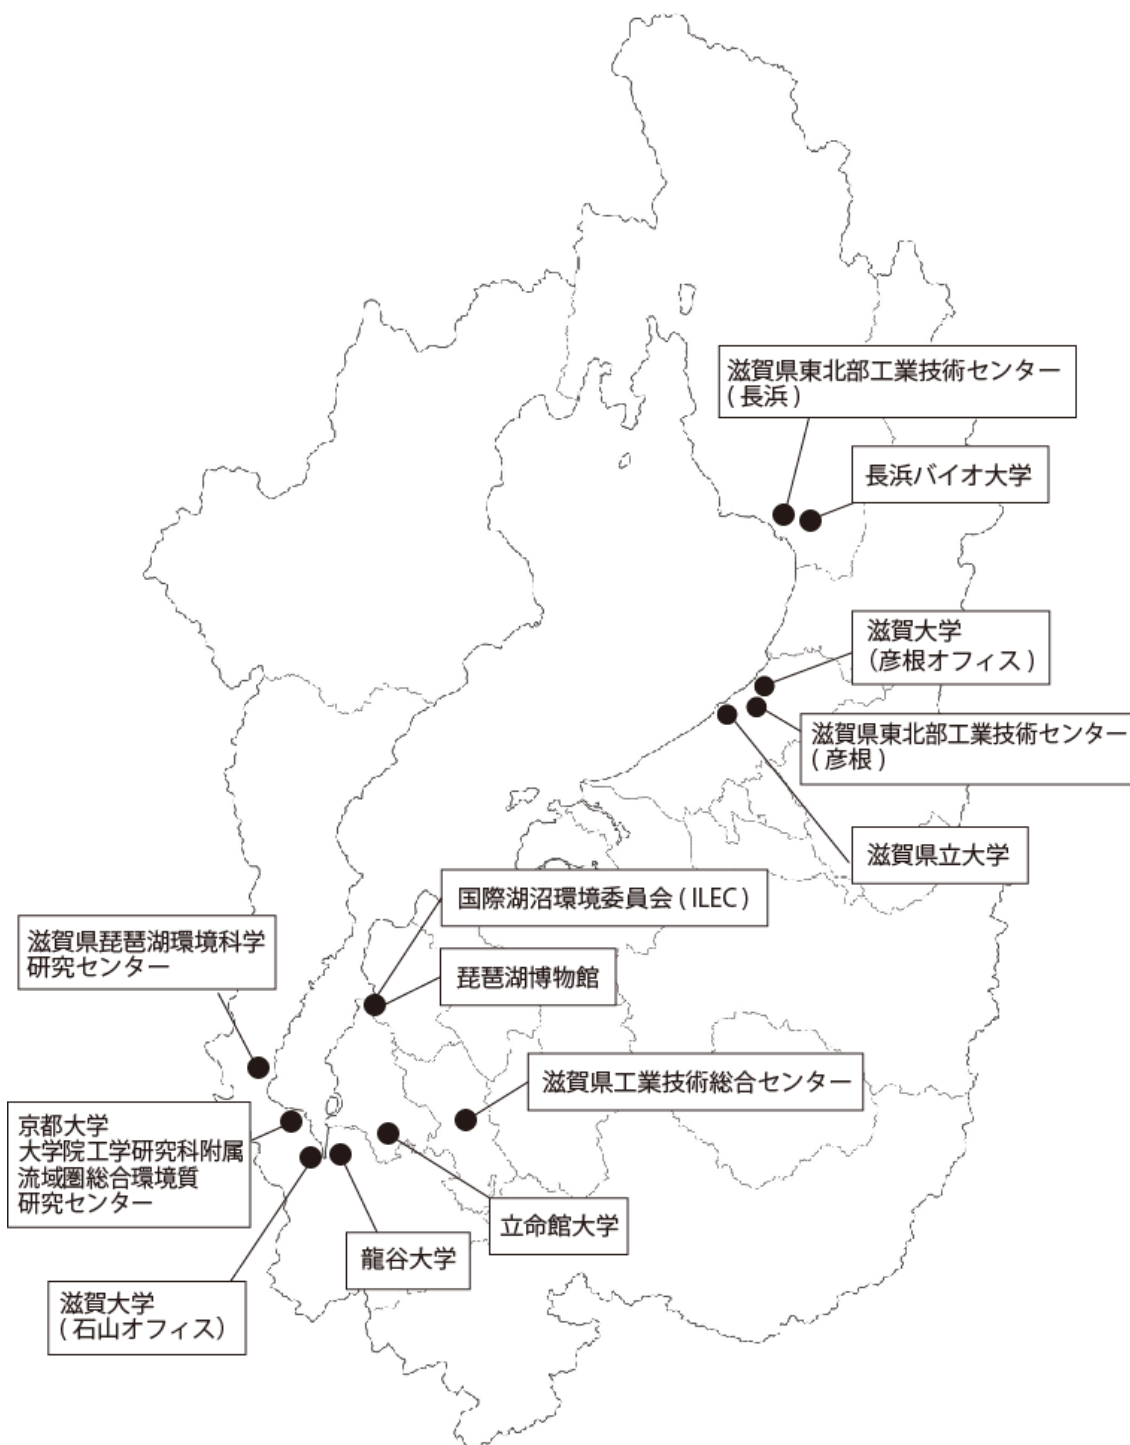 滋賀県東北部工業技術センター
( 長浜 )
長浜バイオ大学
滋賀大学
（彦根オフィス )
滋賀県東北部工業技術センター
( 彦根 )
滋賀県立大学
国際湖沼環境委員会 ( ILEC )
琵琶湖博物館
滋賀県琵琶湖環境科学
研究センター
滋賀県工業技術総合センター
京都大学
大学院工学研究科附属
流域圏総合環境質
研究センター
立命館大学
龍谷大学
滋賀大学
( 石山オフィス）